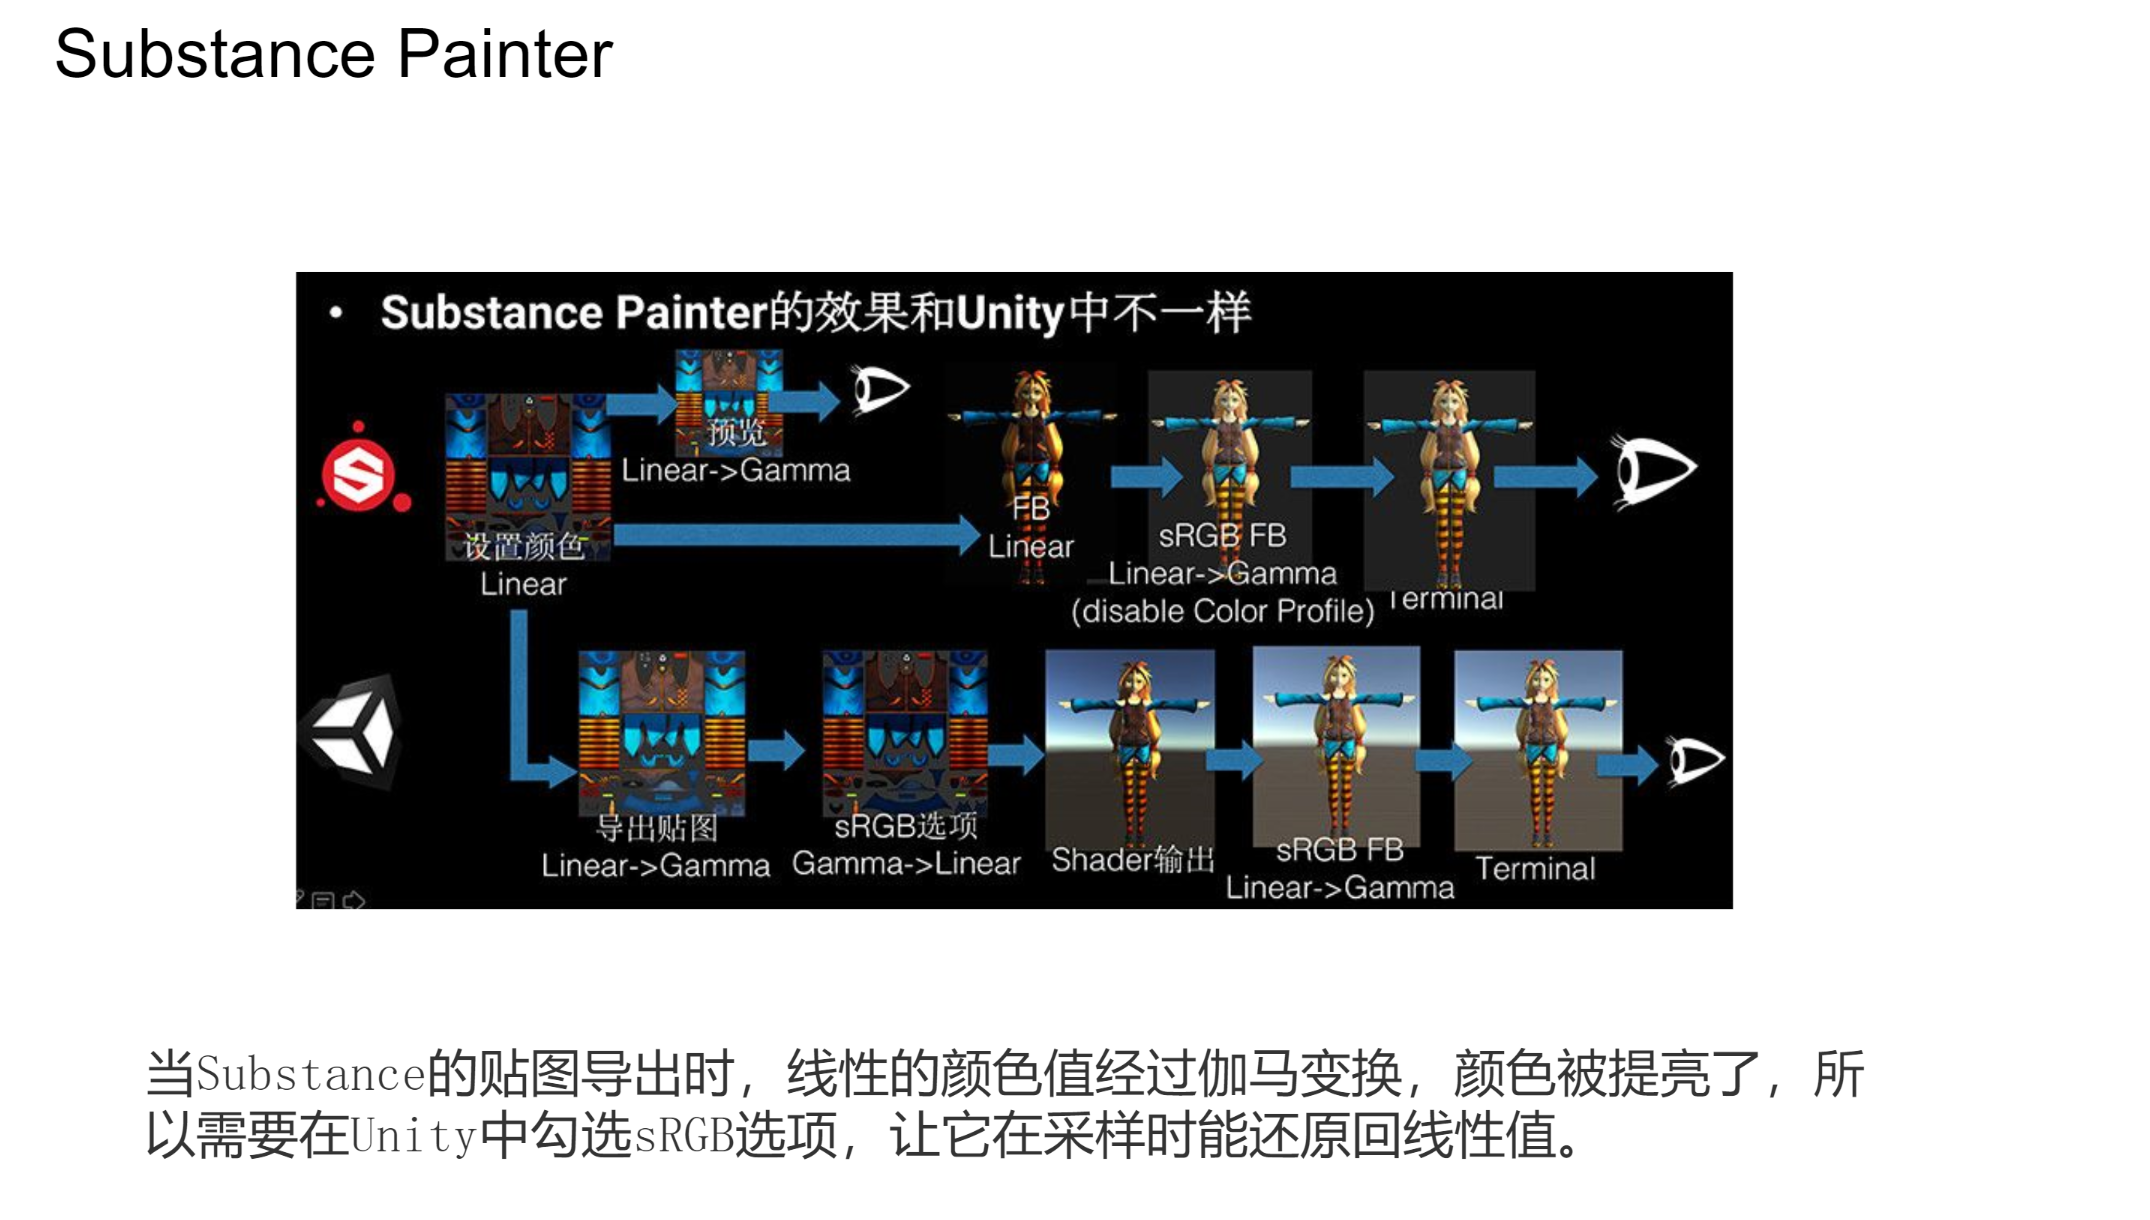 Substance Painter
• Substance Painter的效果和Unity中不一样
预览
Linear->Gamma
设置颜色
Linear
FB
Linear
sRGB FB
Linear->Gamma
(disable Color Profile)
Terminal
导出贴图
Linear->Gamma
sRGB选项
Gamma->Linear
Shader输出
sRGB FB
Linear->Gamma
Terminal
当Substance的贴图导出时，线性的颜色值经过伽马变换，颜色被提亮了，所
以需要在Unity中勾选sRGB选项，让它在采样时能还原回线性值。